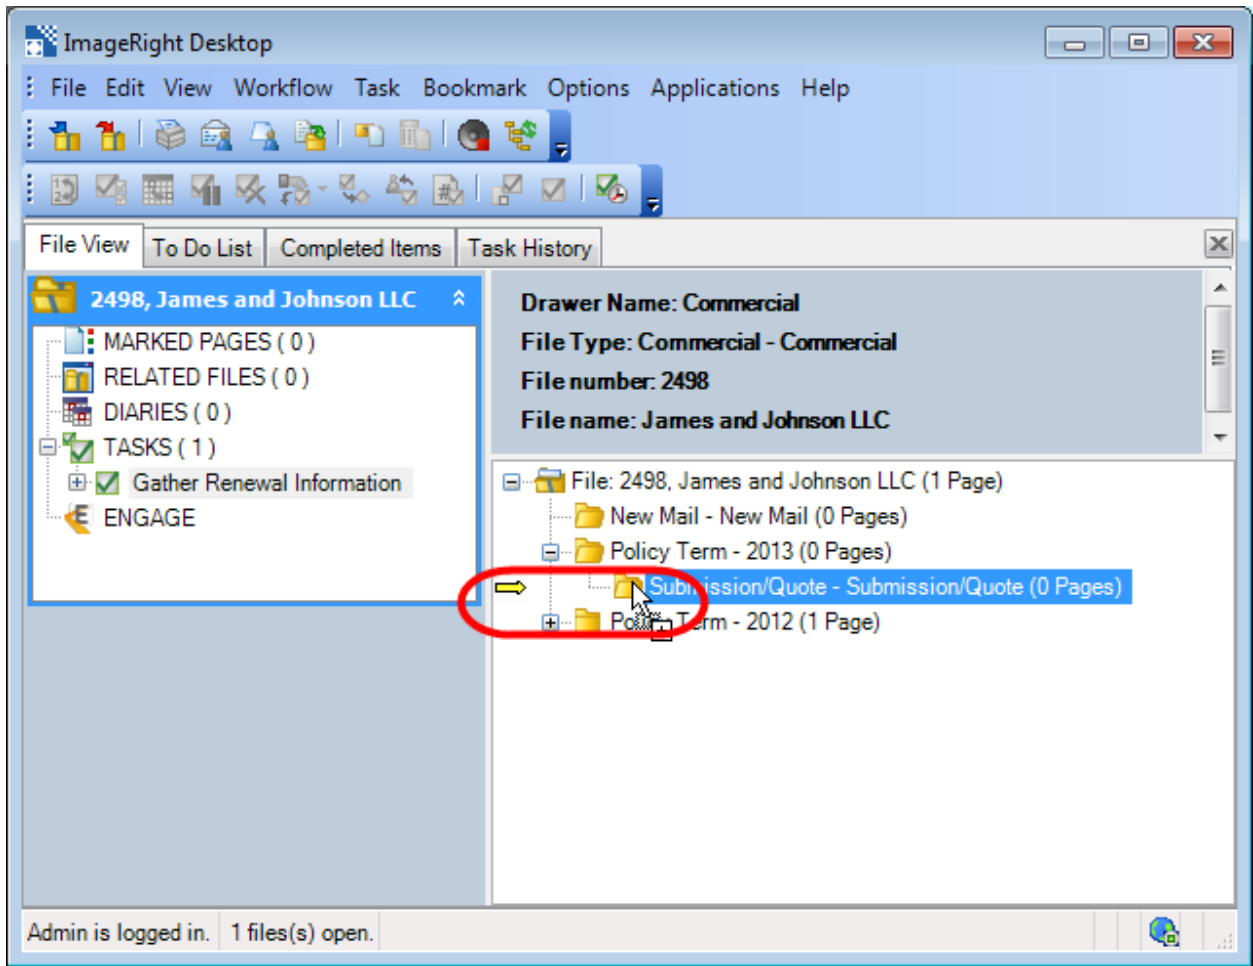 ImageRight Desktop
File Edit View Workflow Task Bookmark Options Applications Help
File View To Do List Completed Items Task History
2498, James and Johnson LLC
MARKED PAGES ( 0 )
RELATED FILES ( 0 )
DIARIES ( 0 )
TASKS ( 1 )
Gather Renewal Information
ENGAGE
Drawer Name: Commercial
File Type: Commercial - Commercial
File number: 2498
File name: James and Johnson LLC
File: 2498, James and Johnson LLC (1 Page)
New Mail - New Mail (0 Pages)
Policy Term - 2013 (0 Pages)
Submission/Quote - Submission/Quote (0 Pages)
Policy Term - 2012 (1 Page)
Admin is logged in. 1 files(s) open.